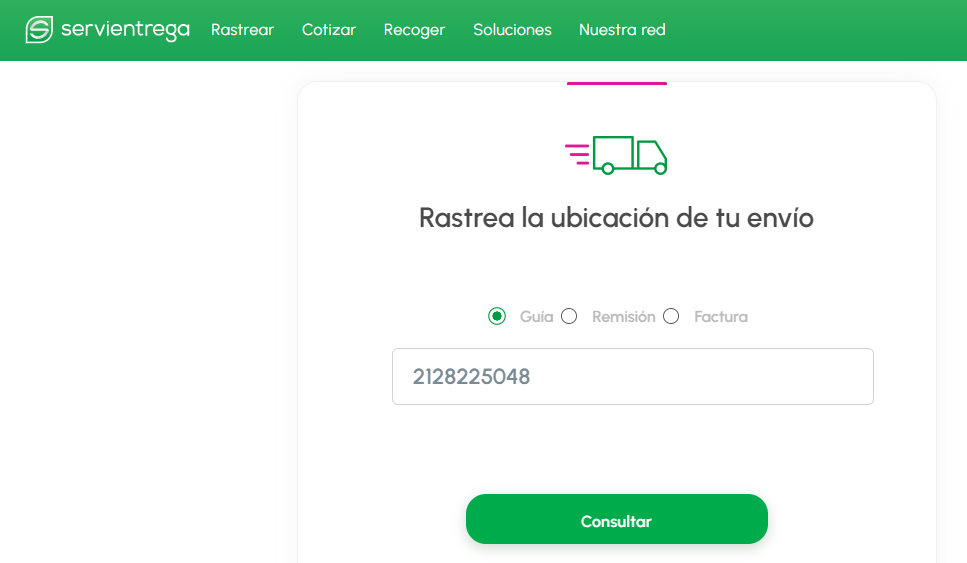 servientrega Rastrear Cotizar Recoger Soluciones Nuestra red
Rastrea la ubicación de tu envío
Guía Remisión Factura
2128225048
Consultar